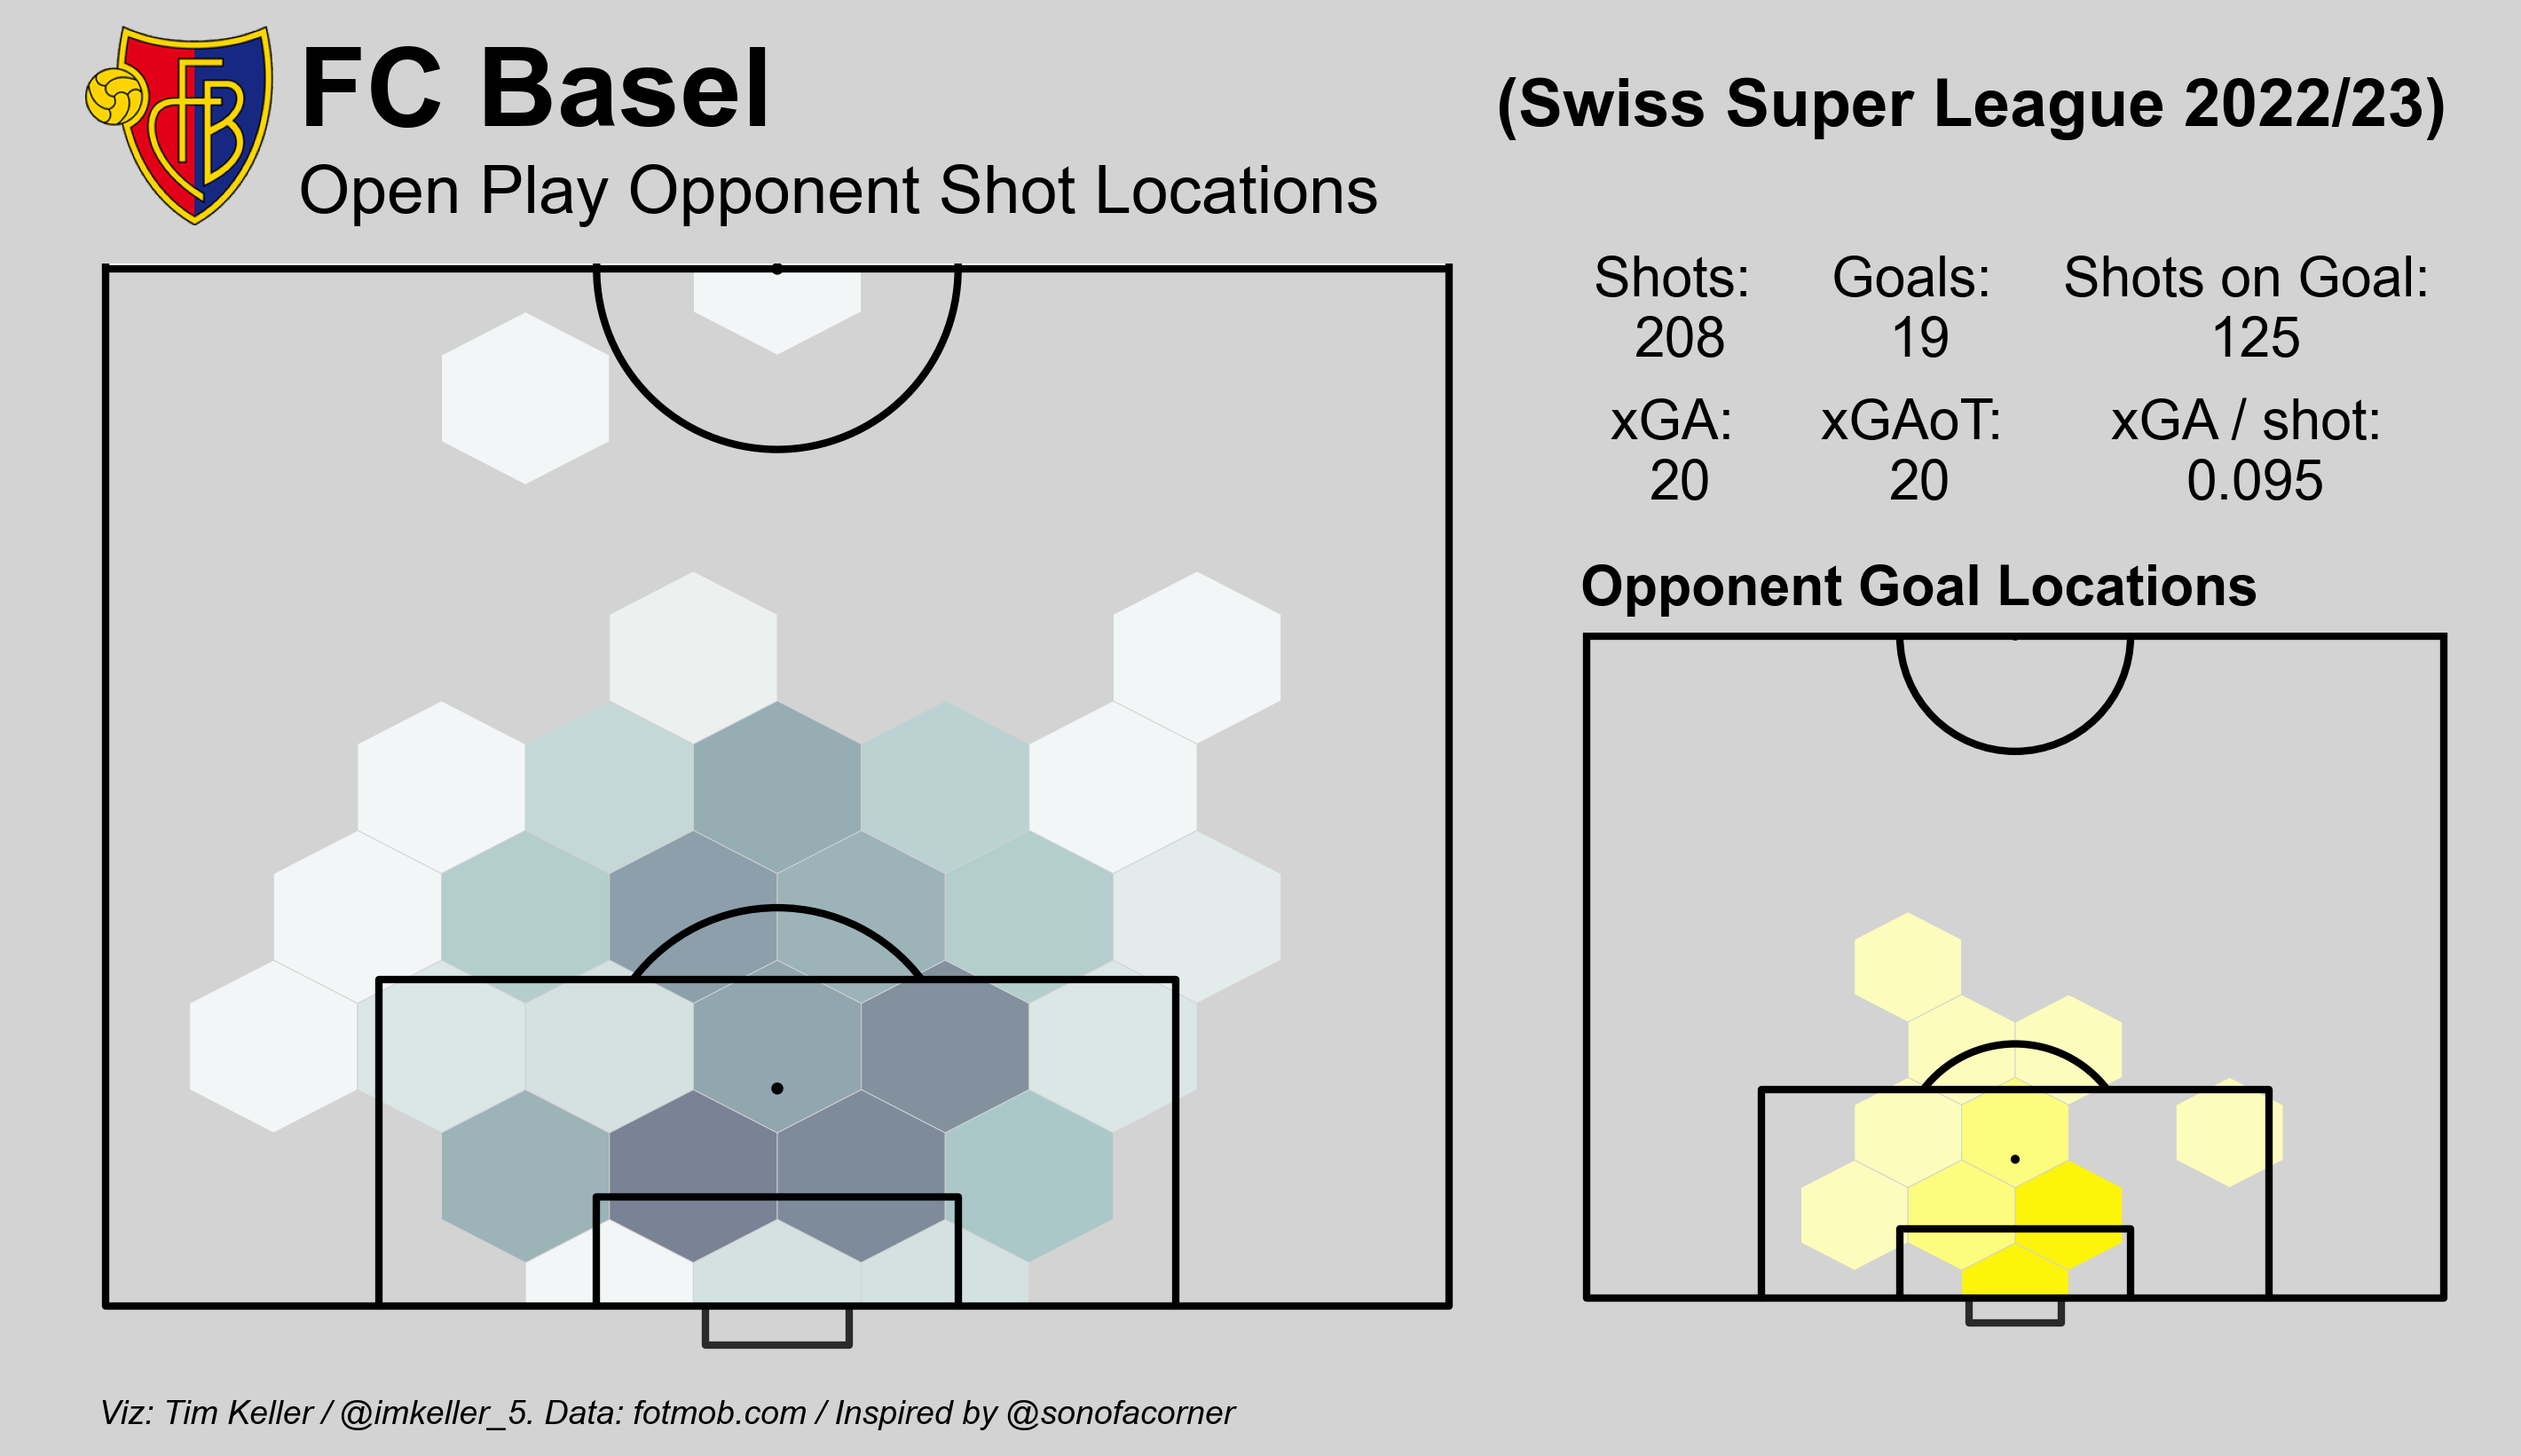 FC Basel
(Swiss Super League 2022/23)
Open Play Opponent Shot Locations
Shots: Goals: Shots on Goal:
208 19 125
xGA: xGAoT: xGA / shot:
20 20 0.095
Opponent Goal Locations
Viz: Tim Keller / @imkeller_5. Data: fotmob.com / Inspired by @sonofacorner
FCB